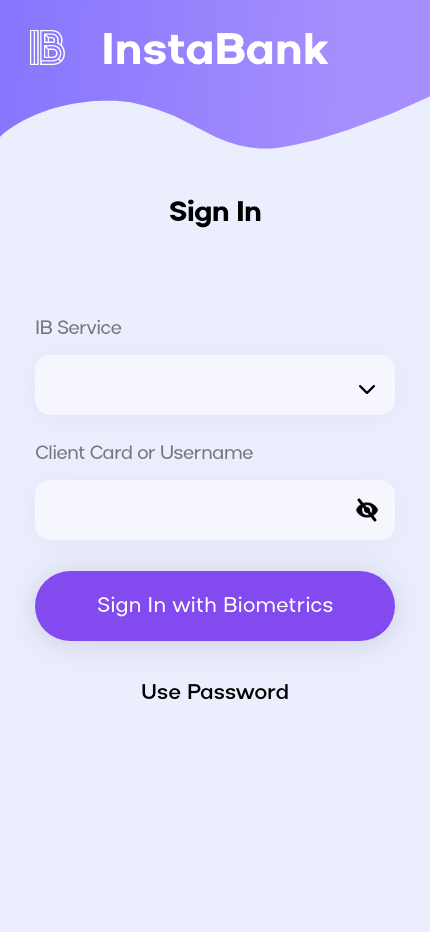 IB InstaBank
Sign In
IB Service
Client Card or Username
Sign In with Biometrics
Use Password